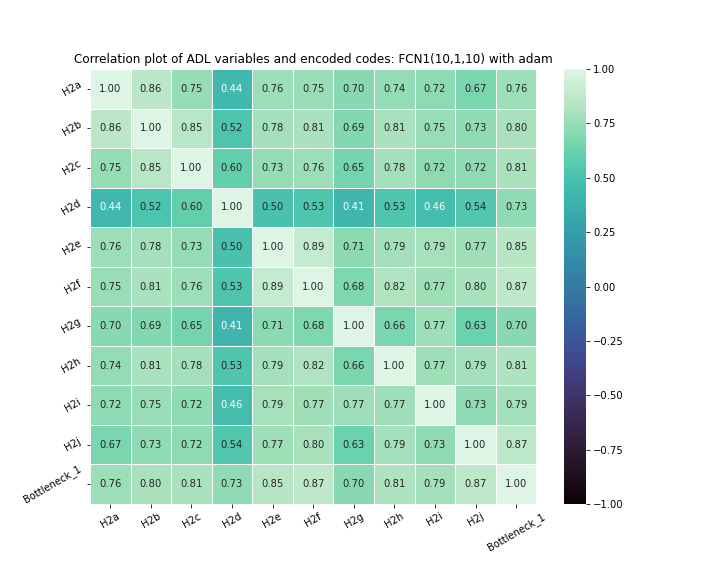 Correlation plot of ADL variables and encoded codes: FCN1(10,1,10) with adam
H2a 1.00 0.86 0.75 0.44 0.76 0.75 0.70 0.74 0.72 0.67 0.76
H2b 0.86 1.00 0.85 0.52 0.78 0.81 0.69 0.81 0.75 0.73 0.80
H2c 0.75 0.85 1.00 0.60 0.73 0.76 0.65 0.78 0.72 0.72 0.81
H2d 0.44 0.52 0.60 1.00 0.50 0.53 0.41 0.53 0.46 0.54 0.73
H2e 0.76 0.78 0.73 0.50 1.00 0.89 0.71 0.79 0.79 0.77 0.85
H2f 0.75 0.81 0.76 0.53 0.89 1.00 0.68 0.82 0.77 0.80 0.87
H2g 0.70 0.69 0.65 0.41 0.71 0.68 1.00 0.66 0.77 0.63 0.70
H2h 0.74 0.81 0.78 0.53 0.79 0.82 0.66 1.00 0.77 0.79 0.81
H2i 0.72 0.75 0.72 0.46 0.79 0.77 0.77 0.77 1.00 0.73 0.79
H2j 0.67 0.73 0.72 0.54 0.77 0.80 0.63 0.79 0.73 1.00 0.87
Bottleneck_1 0.76 0.80 0.81 0.73 0.85 0.87 0.70 0.81 0.79 0.87 1.00
H2a H2b H2c H2d H2e H2f H2g H2h H2i H2j Bottleneck_1
1.00
0.75
0.50
0.25
0.00
−0.25
−0.50
−0.75
−1.00